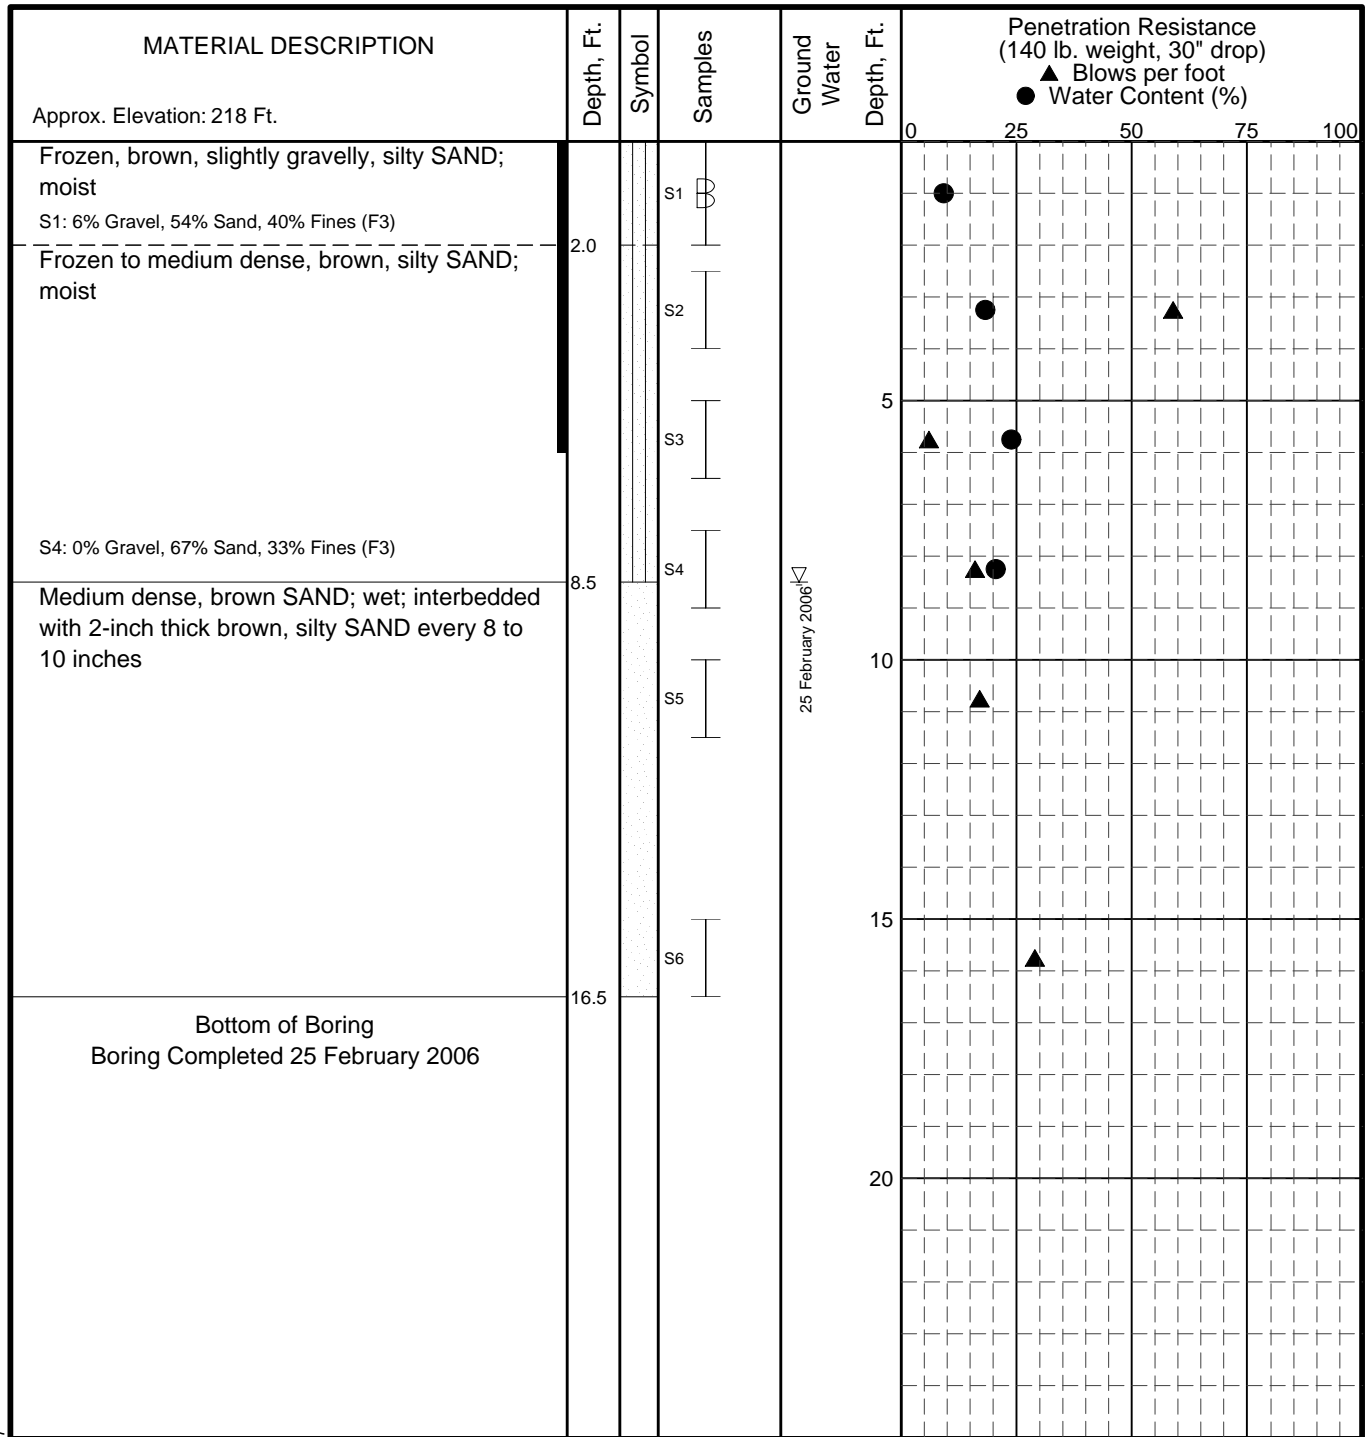 MATERIAL DESCRIPTION
Approx. Elevation: 218 Ft.
Depth, Ft.
Symbol
Samples
Ground
Water
Depth, Ft.
Penetration Resistance
(140 lb. weight, 30" drop)
▲ Blows per foot
● Water Content (%)
0 25 50 75 100
Frozen, brown, slightly gravelly, silty SAND;
moist
S1: 6% Gravel, 54% Sand, 40% Fines (F3)
2.0
S1
Frozen to medium dense, brown, silty SAND;
moist
S2
5
S3
S4: 0% Gravel, 67% Sand, 33% Fines (F3)
S4
8.5
Medium dense, brown SAND; wet; interbedded
with 2-inch thick brown, silty SAND every 8 to
10 inches
25 February 2006
10
S5
15
S6
16.5
Bottom of Boring
Boring Completed 25 February 2006
20